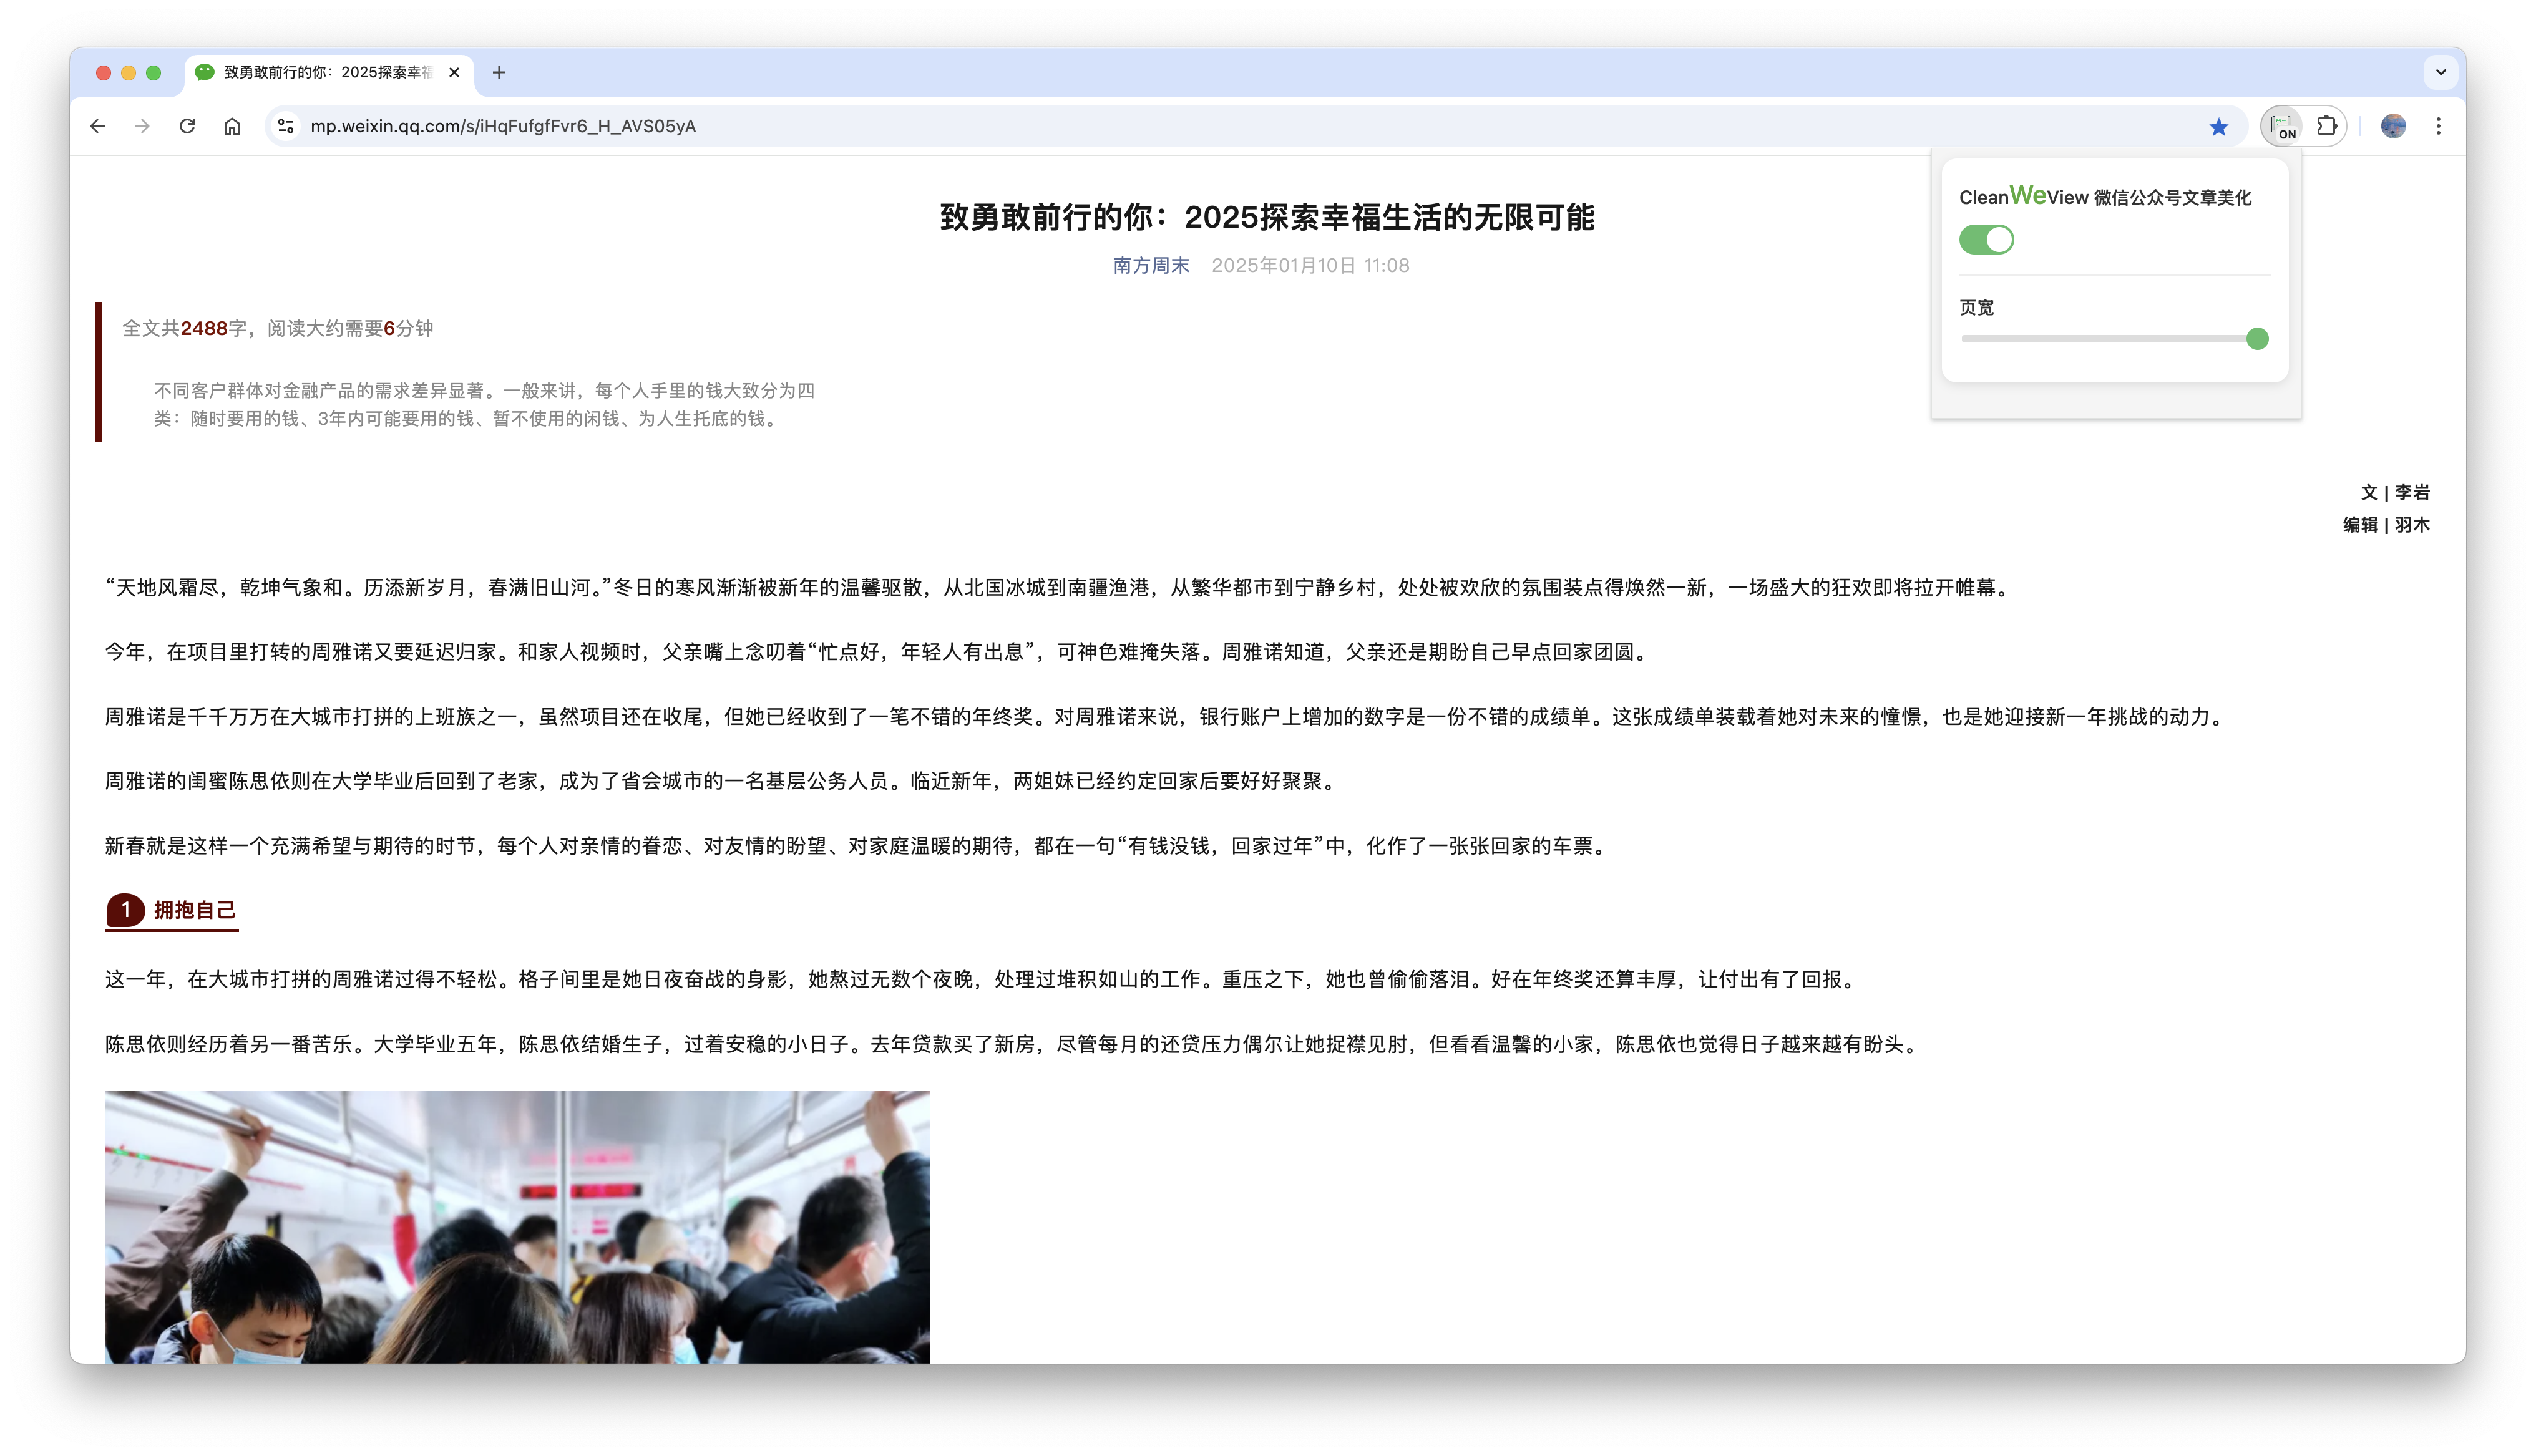 致勇敢前行的你：2025探索幸福
mp.weixin.qq.com/s/iHqFufgfFvr6_H_AVS05yA
ON
CleanWeView 微信公众号文章美化
页宽
致勇敢前行的你：2025探索幸福生活的无限可能
南方周末 2025年01月10日 11:08
全文共2488字，阅读大约需要6分钟
不同客户群体对金融产品的需求差异显著。一般来讲，每个人手里的钱大致分为四
类：随时要用的钱、3年内可能要用的钱、暂不使用的闲钱、为人生托底的钱。
文 | 李岩
编辑 | 羽木
“天地风霜尽，乾坤气象和。历添新岁月，春满旧山河。”冬日的寒风渐渐被新年的温馨驱散，从北国冰城到南疆渔港，从繁华都市到宁静乡村，处处被欢欣的氛围装点得焕然一新，一场盛大的狂欢即将拉开帷幕。
今年，在项目里打转的周雅诺又要延迟归家。和家人视频时，父亲嘴上念叨着“忙点好，年轻人有出息”，可神色难掩失落。周雅诺知道，父亲还是期盼自己早点回家团圆。
周雅诺是千千万万在大城市打拼的上班族之一，虽然项目还在收尾，但她已经收到了一笔不错的年终奖。对周雅诺来说，银行账户上增加的数字是一份不错的成绩单。这张成绩单装载着她对未来的憧憬，也是她迎接新一年挑战的动力。
周雅诺的闺蜜陈思依则在大学毕业后回到了老家，成为了省会城市的一名基层公务人员。临近新年，两姐妹已经约定回家后要好好聚聚。
新春就是这样一个充满希望与期待的时节，每个人对亲情的眷恋、对友情的盼望、对家庭温暖的期待，都在一句“有钱没钱，回家过年”中，化作了一张张回家的车票。
1 拥抱自己
这一年，在大城市打拼的周雅诺过得不轻松。格子间里是她日夜奋战的身影，她熬过无数个夜晚，处理过堆积如山的工作。重压之下，她也曾偷偷落泪。好在年终奖还算丰厚，让付出有了回报。
陈思依则经历着另一番苦乐。大学毕业五年，陈思依结婚生子，过着安稳的小日子。去年贷款买了新房，尽管每月的还贷压力偶尔让她捉襟见肘，但看看温馨的小家，陈思依也觉得日子越来越有盼头。